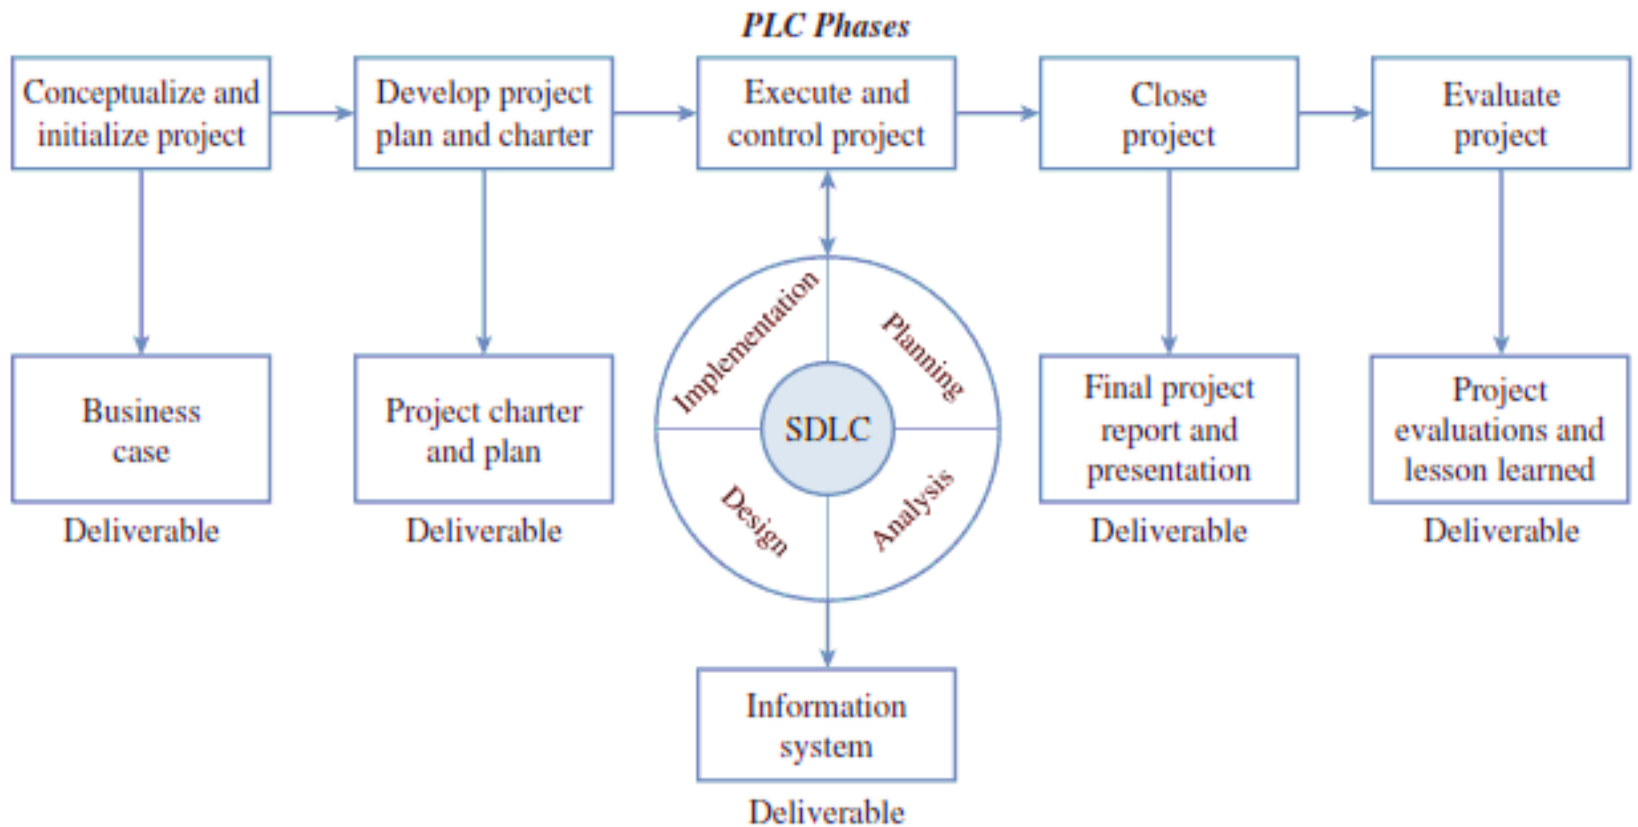 PLC Phases
Conceptualize and
initialize project
Develop project
plan and charter
Execute and
control project
Close
project
Evaluate
project
Implementation
Planning
SDLC
Design
Analysis
Business
case
Deliverable
Project charter
and plan
Deliverable
Final project
report and
presentation
Deliverable
Project
evaluations and
lesson learned
Deliverable
Information
system
Deliverable